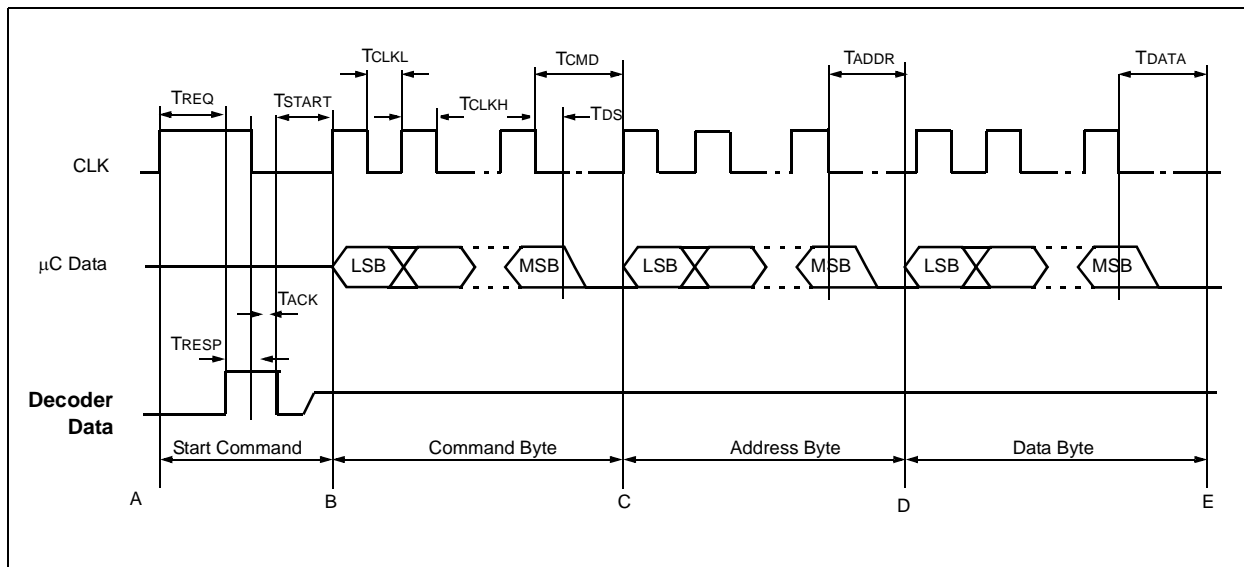 TCLKL
TCMD
TADDR
TDATA
TREQ
TSTART
TCLKH
TDS
CLK
μC Data
LSB
MSB
LSB
MSB
LSB
MSB
TACK
TRESP
Decoder
Data
Start Command
Command Byte
Address Byte
Data Byte
A
B
C
D
E